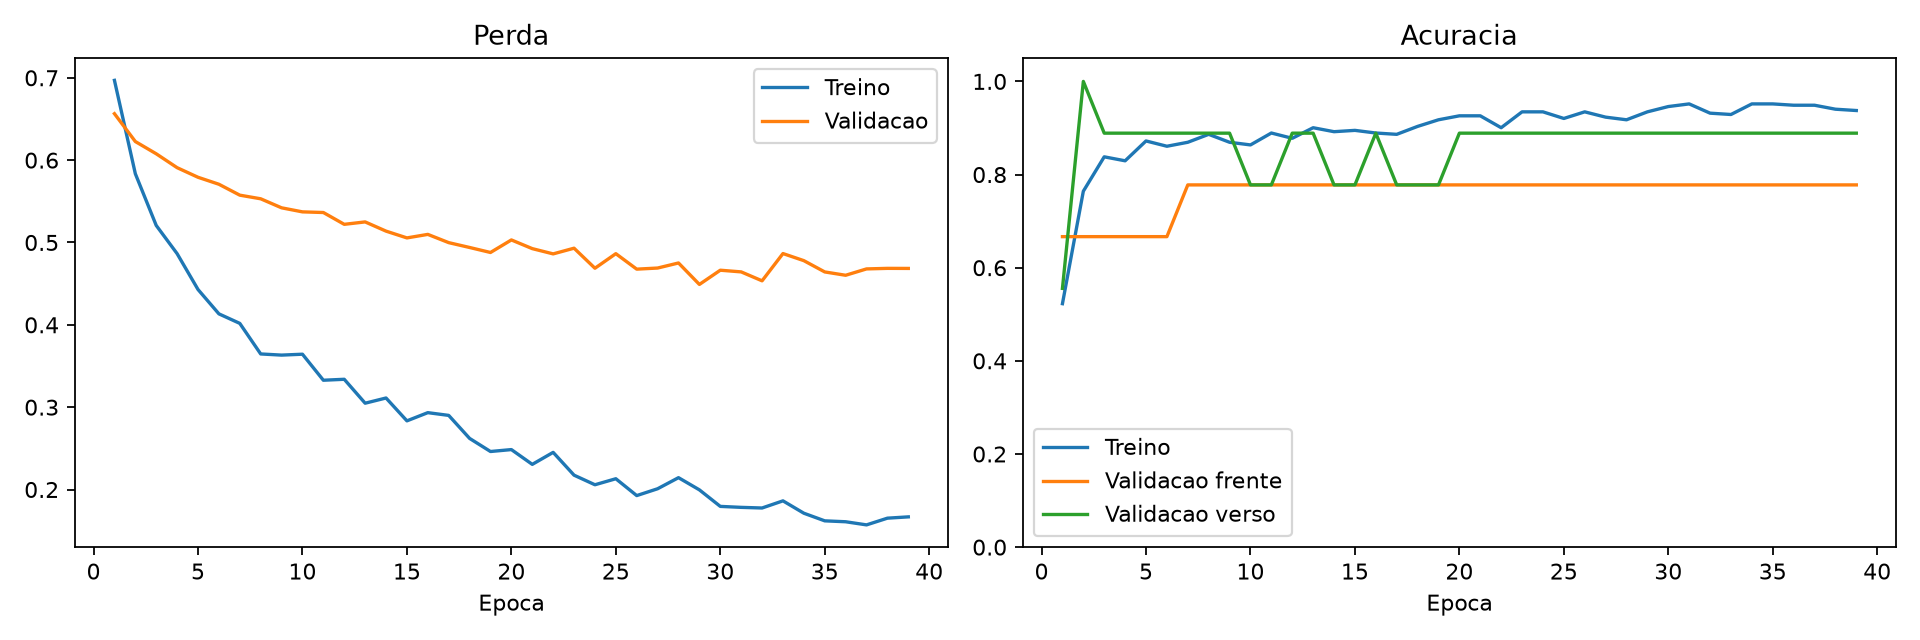 Perda
0.7
0.6
0.5
0.4
0.3
0.2
Treino
Validacao
0 5 10 15 20 25 30 35 40
Epoca
Acuracia
1.0
0.8
0.6
0.4
0.2
0.0
Treino
Validacao frente
Validacao verso
0 5 10 15 20 25 30 35 40
Epoca